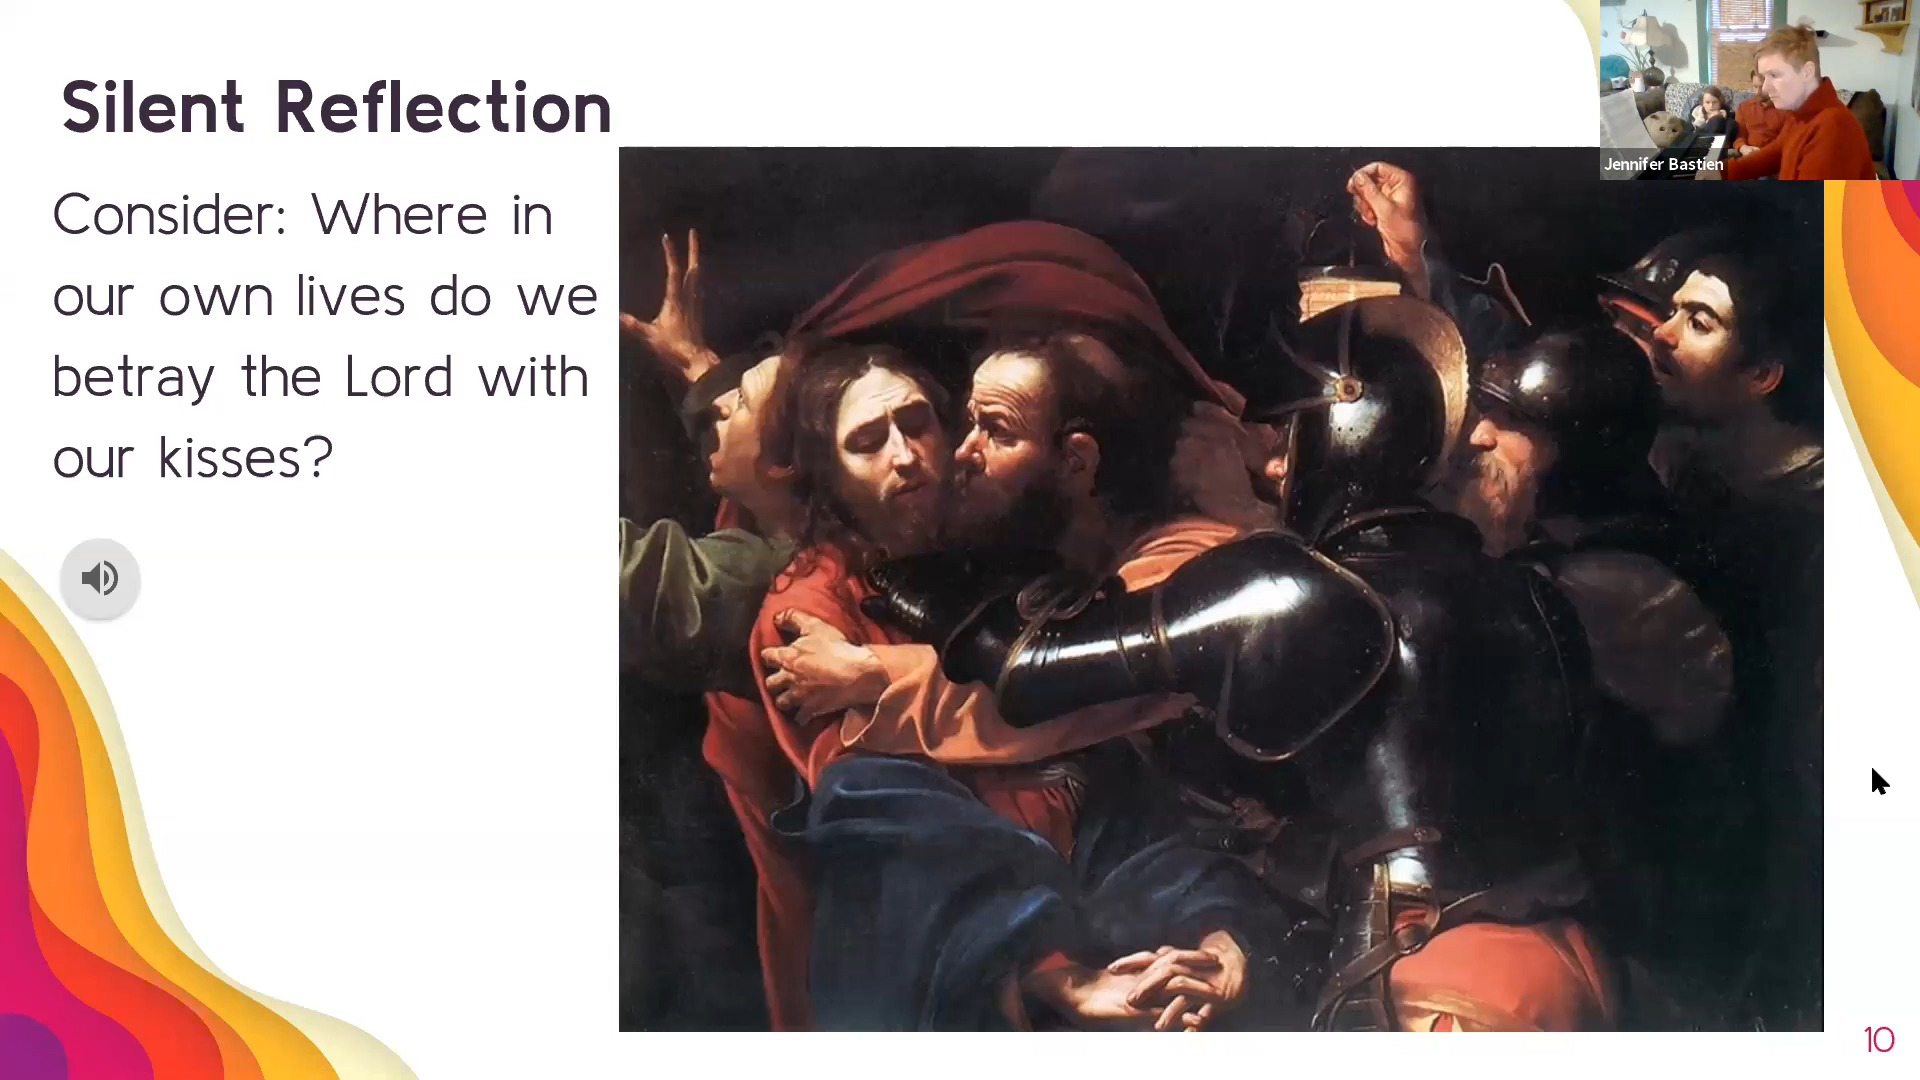 Silent Reflection
Consider: Where in
our own lives do we
betray the Lord with
our kisses?
Jennifer Bastien
10